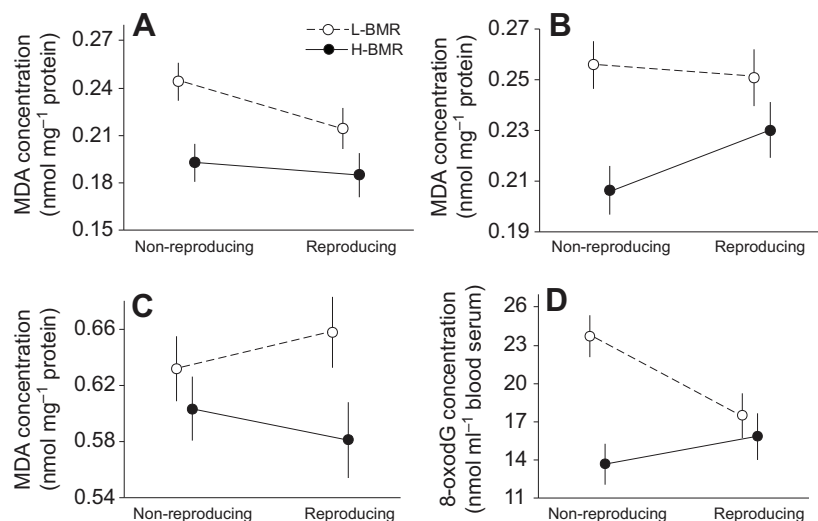 A
L-BMR
H-BMR
MDA concentration
(nmol mg⁻¹ protein)
0.27
0.24
0.21
0.18
0.15
Non-reproducing
Reproducing
B
MDA concentration
(nmol mg⁻¹ protein)
0.27
0.25
0.23
0.21
0.19
Non-reproducing
Reproducing
C
MDA concentration
(nmol mg⁻¹ protein)
0.66
0.62
0.58
0.54
Non-reproducing
Reproducing
D
8-oxodG concentration
(nmol ml⁻¹ blood serum)
26
23
20
17
14
11
Non-reproducing
Reproducing